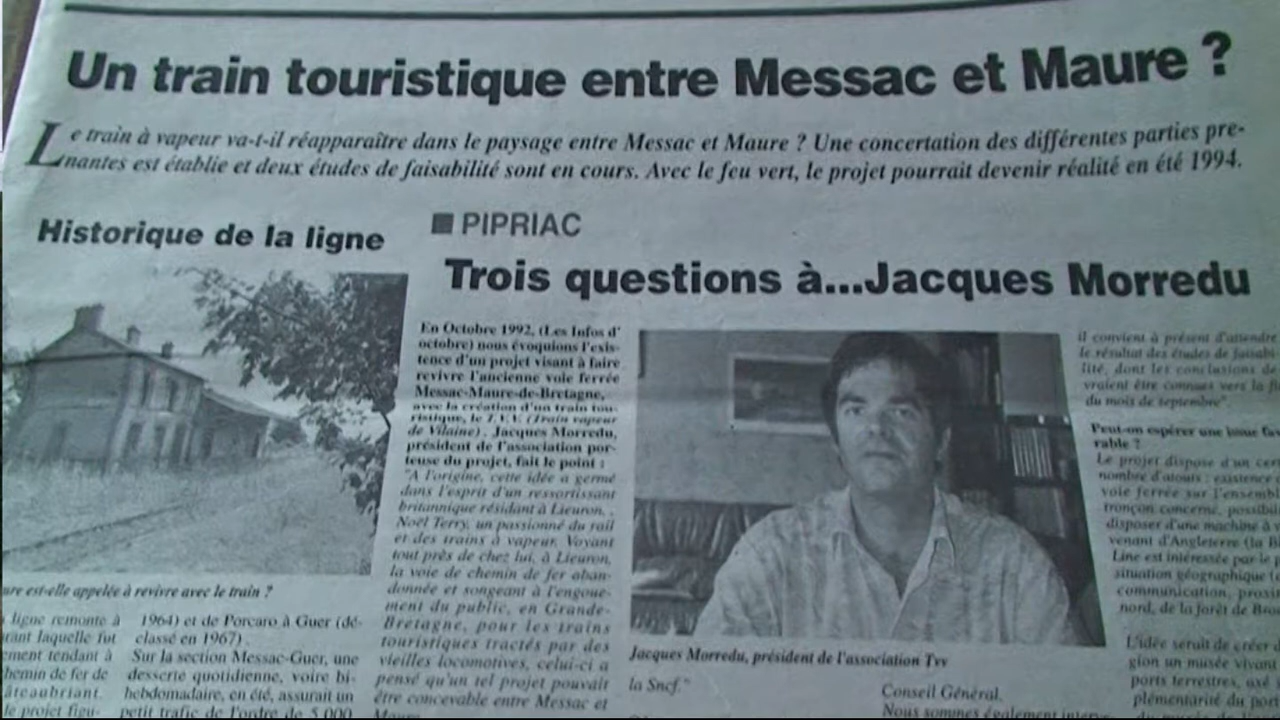 Un train touristique entre Messac et Maure ?
Le train à vapeur va-t-il réapparaître dans le paysage entre Messac et Maure ? Une concertation des différentes parties pre-
nantes est établie et deux études de faisabilité sont en cours. Avec le feu vert, le projet pourrait devenir réalité en été 1994.
Historique de la ligne
ure est-elle appelée à revivre avec le train ?
ligne remonte à
rant laquelle fut
ement tendant à
hemin de fer de
âteaubriant.
le projet figu-
1964) et de Porcaro à Guer (dé-
classé en 1967).
Sur la section Messac-Guer, une
desserte quotidienne, voire bi-
hebdomadaire, en été, assurait un
petit trafic de l'ordre de 5 000
PIPRIAC
Trois questions à...Jacques Morredu
En Octobre 1992, (Les Infos d'
octobre) nous évoquions l'exis-
tence d'un projet visant à faire
revivre l'ancienne voie ferrée
Messac-Maure-de-Bretagne,
avec la création d'un train tou-
ristique, le T.V.V. (Train vapeur
de Vilaine). Jacques Morredu,
président de l'association por-
teuse du projet, fait le point :
"A l'origine, cette idée a germé
dans l'esprit d'un ressortissant
britannique résidant à Lieuron,
Noël Terry, un passionné du rail
et des trains à vapeur. Voyant
tout près de chez lui, à Lieuron,
la voie de chemin de fer aban-
donnée et songeant à l'engoue-
ment du public, en Grande-
Bretagne, pour les trains
touristiques tractés par des
vieilles locomotives, celui-ci a
pensé qu'un tel projet pouvait
être concevable entre Messac et
Maure
Jacques Morredu, président de l'association Tvv
la Sncf."
Conseil Général.
Nous sommes également
il convient à présent d'attendre
le résultat des études de faisabi-
lité, dont les conclusions de-
vraient être connues vers la
du mois de septembre".
Peut-on espérer une issue fav
rable ?
Le projet dispose d'un cer
nombre d'atouts : existence
voie ferrée sur l'ensembl
tronçon concerné, possibil
disposer d'une machine à
venant d'Angleterre (la
Line est intéressée par le p
situation géographique
communication, proxi
nord, de la forêt de Bro
L'idée serait de créer d
gion un musée vivant
ports terrestres, axé
plémentarité du